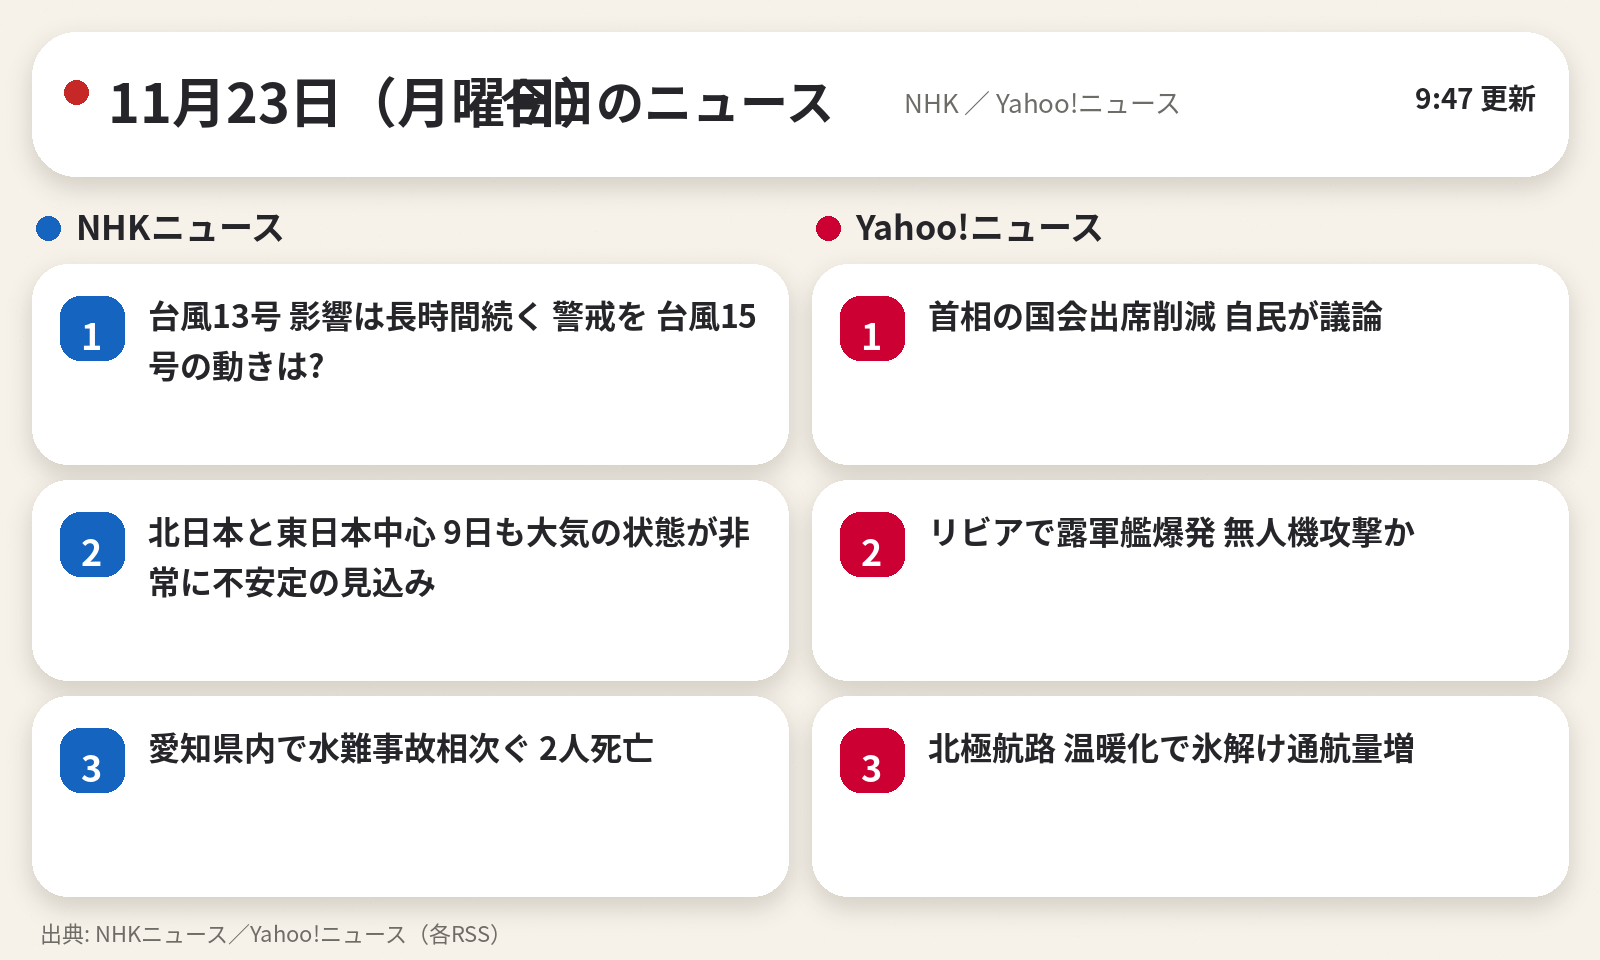 11月23日（月曜日）
今日のニュース
NHK ／ Yahoo!ニュース
9:47 更新
NHKニュース
1
台風13号 影響は長時間続く 警戒を 台風15
号の動きは?
2
北日本と東日本中心 9日も大気の状態が非
常に不安定の見込み
3
愛知県内で水難事故相次ぐ 2人死亡
Yahoo!ニュース
1
首相の国会出席削減 自民が議論
2
リビアで露軍艦爆発 無人機攻撃か
3
北極航路 温暖化で氷解け通航量増
出典: NHKニュース／Yahoo!ニュース（各RSS）